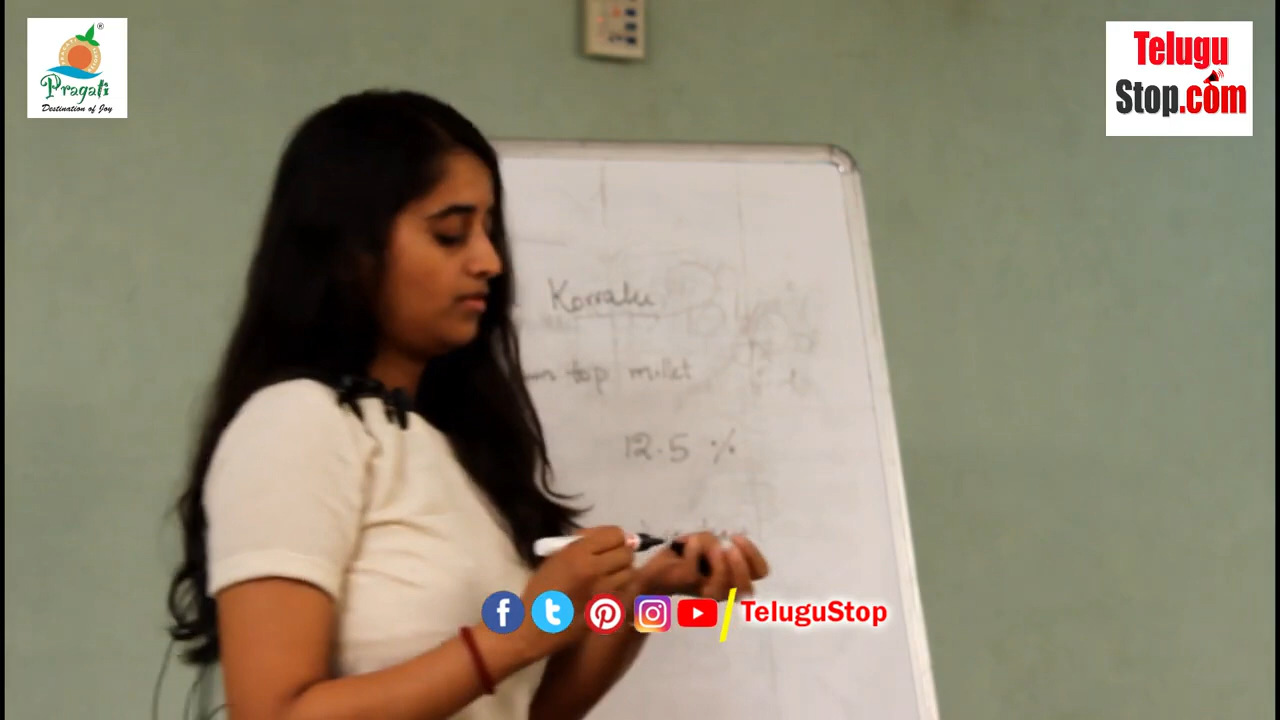 Pragati
®
Destination of Joy
Telugu
Stop.com
Korralu
top millet
12.5 %
TeluguStop